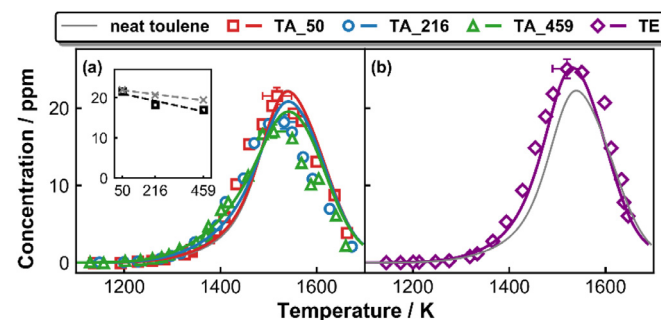 neat toulene TA_50 TA_216 TA_459 TE
(a) (b)
Concentration / ppm
20
10
0
20
10
0
50 216 459
1200 1400 1600 1200 1400 1600
Temperature / K